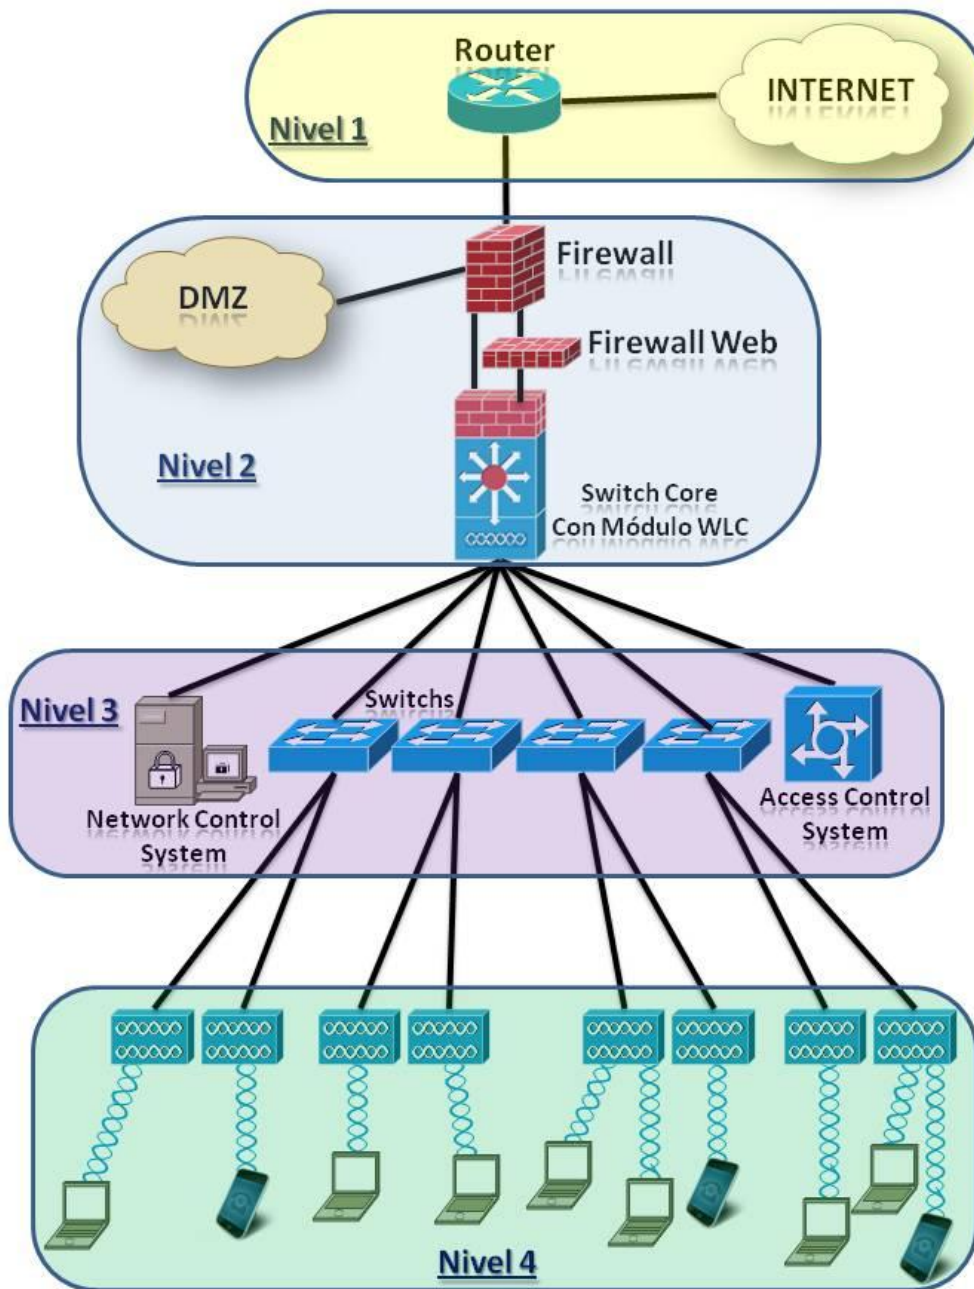 Router
INTERNET
Nivel 1
Firewall
DMZ
Firewall Web
Nivel 2
Switch Core
Con Módulo WLC
Nivel 3
Switchs
Network Control
System
Access Control
System
Nivel 4